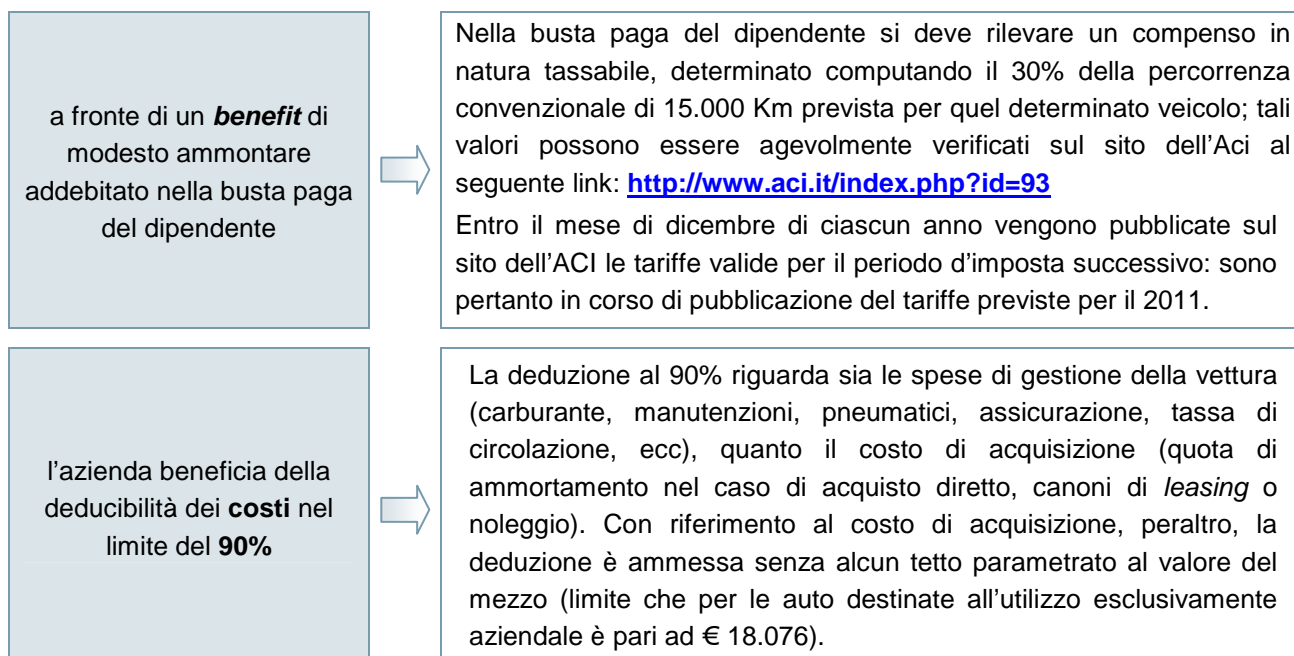 a fronte di un benefit di
modesto ammontare
addebitato nella busta paga
del dipendente
Nella busta paga del dipendente si deve rilevare un compenso in
natura tassabile, determinato computando il 30% della percorrenza
convenzionale di 15.000 Km prevista per quel determinato veicolo; tali
valori possono essere agevolmente verificati sul sito dell’Aci al
seguente link: http://www.aci.it/index.php?id=93
Entro il mese di dicembre di ciascun anno vengono pubblicate sul
sito dell’ACI le tariffe valide per il periodo d’imposta successivo: sono
pertanto in corso di pubblicazione del tariffe previste per il 2011.
l’azienda beneficia della
deducibilità dei costi nel
limite del 90%
La deduzione al 90% riguarda sia le spese di gestione della vettura
(carburante, manutenzioni, pneumatici, assicurazione, tassa di
circolazione, ecc), quanto il costo di acquisizione (quota di
ammortamento nel caso di acquisto diretto, canoni di leasing o
noleggio). Con riferimento al costo di acquisizione, peraltro, la
deduzione è ammessa senza alcun tetto parametrato al valore del
mezzo (limite che per le auto destinate all’utilizzo esclusivamente
aziendale è pari ad € 18.076).